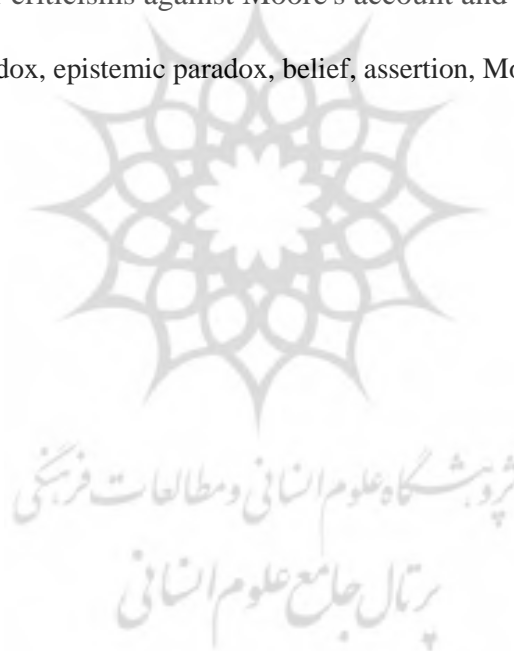 criticisms against Moore's account and
dox, epistemic paradox, belief, assertion, Mo
پژوهشگاه علوم انسانی و مطالعات فرهنگی
پرتال جامع علوم انسانی